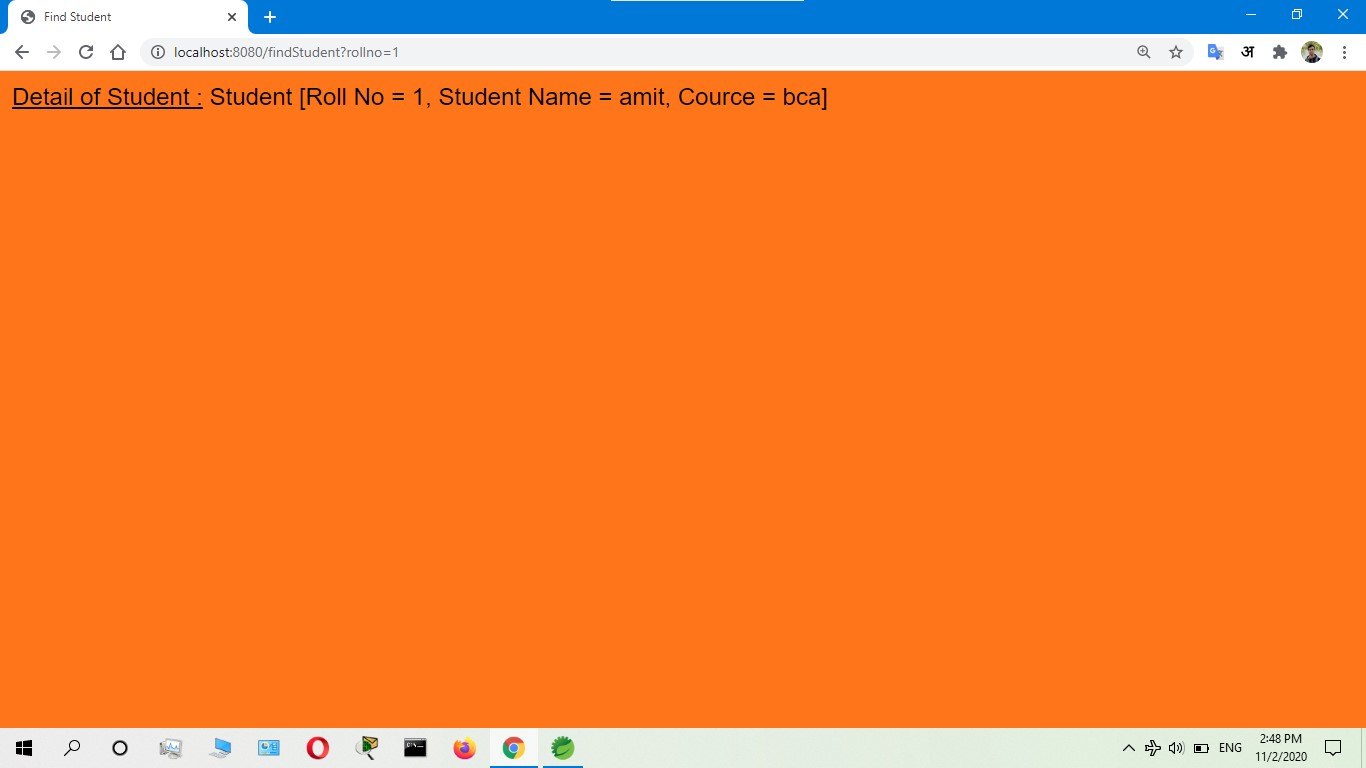 Find Student
localhost:8080/findStudent?rollno=1
अ
Detail of Student : Student [Roll No = 1, Student Name = amit, Cource = bca]
ENG
2:48 PM
11/2/2020